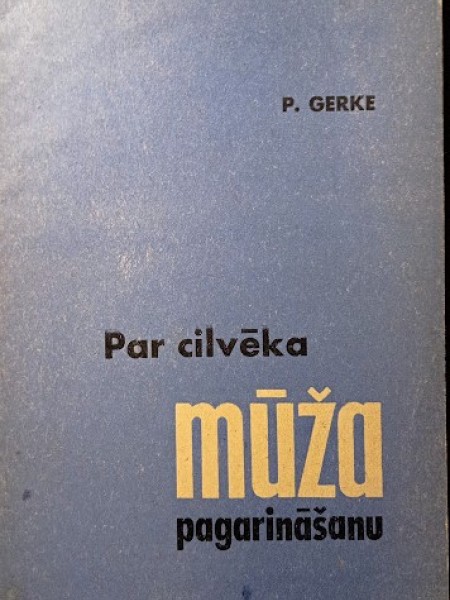 P. GERKE
Par cilvēka
mūža
pagarināšanu